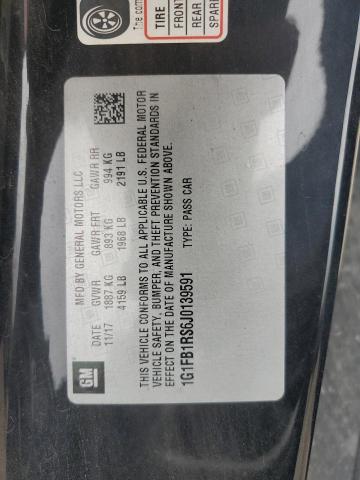 The com
TIRE
FRONT
REAR
SPARE
GM
MFD BY GENERAL MOTORS LLC
DATE GVWR GAWR FRT GAWR RR
11/17 1887 KG 893 KG 994 KG
4159 LB 1968 LB 2191 LB
THIS VEHICLE CONFORMS TO ALL APPLICABLE U.S. FEDERAL MOTOR
VEHICLE SAFETY, BUMPER, AND THEFT PREVENTION STANDARDS IN
EFFECT ON THE DATE OF MANUFACTURE SHOWN ABOVE.
1G1FB1RS6J0139591 TYPE: PASS CAR